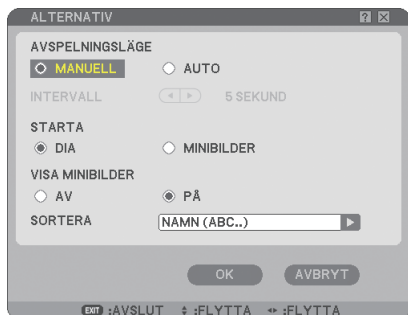 ALTERNATIV
AVSPELNINGSLÄGE
MANUELL AUTO
INTERVALL 5 SEKUND
STARTA
DIA MINIBILDER
VISA MINIBILDER
AV PÅ
SORTERA NAMN (ABC..)
OK AVBRYT
EXIT :AVSLUT :FLYTTA :FLYTTA